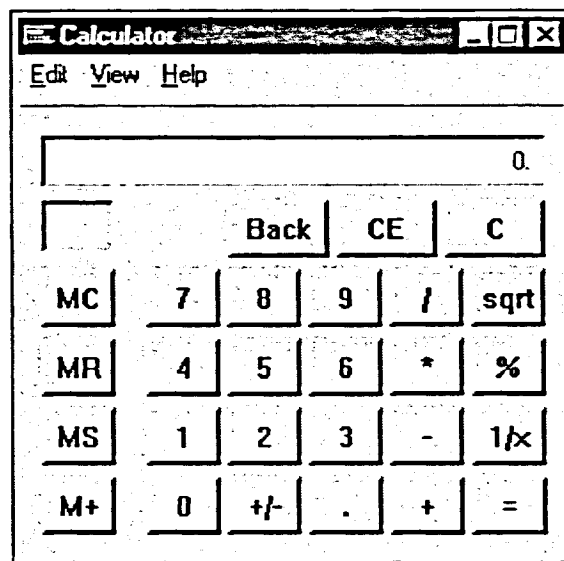 Calculator
Edit View Help
0.
Back CE C
MC 7 8 9 / sqrt
MR 4 5 6 * %
MS 1 2 3 - 1/x
M+ 0 +/- . + =